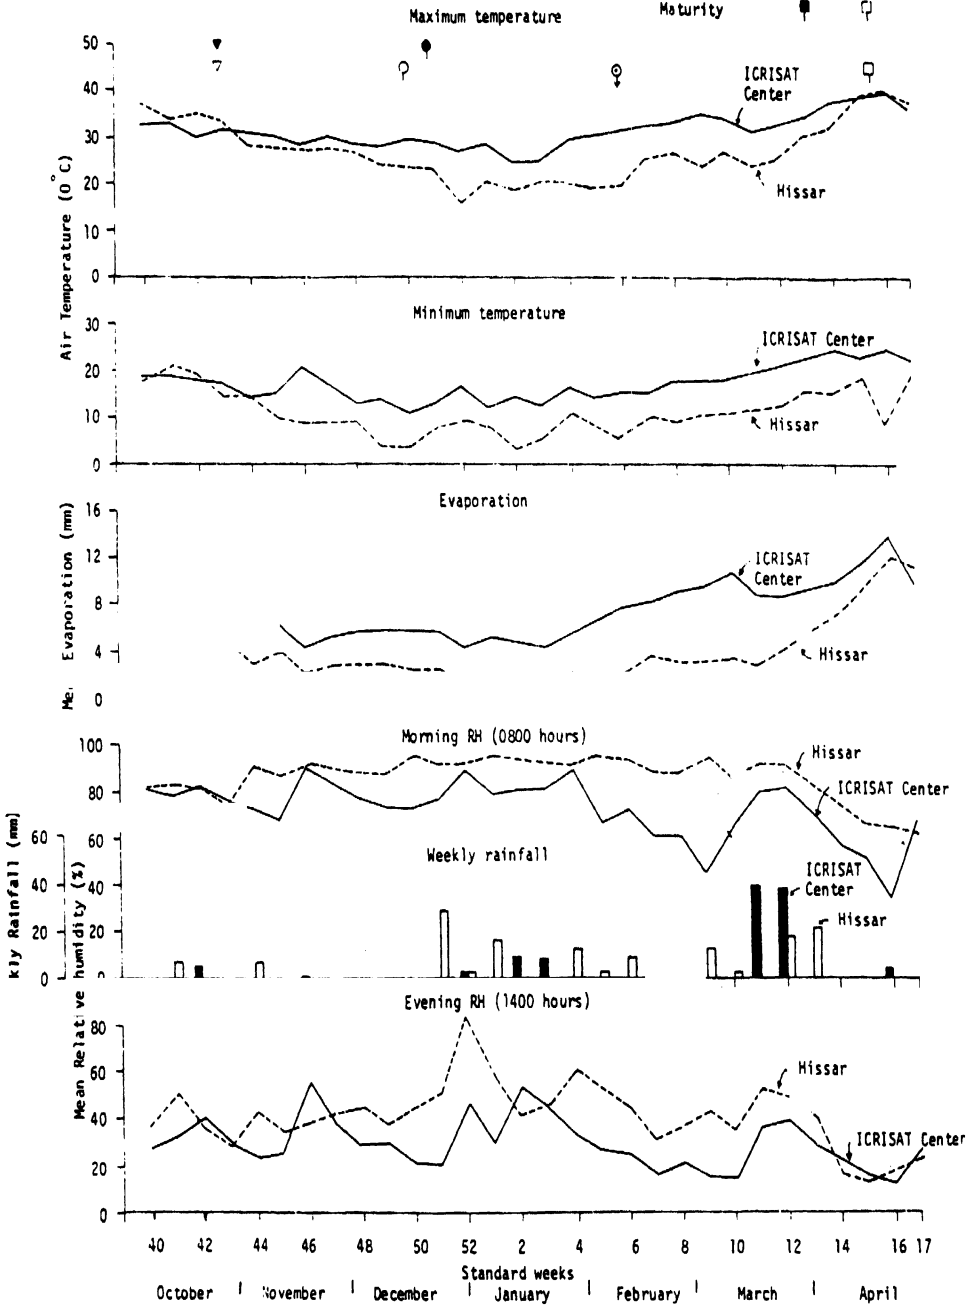 Maximum temperature
Maturity
50
40
30
20
10
0
ICRISAT
Center
Hissar
Air Temperature (0°C)
Minimum temperature
30
20
10
0
ICRISAT Center
Hissar
Evaporation
16
12
8
4
0
Evaporation (mm)
ICRISAT
Center
Hissar
Morning RH (0800 hours)
100
80
60
40
20
0
Hissar
ICRISAT Center
Weekly rainfall
60
40
20
0
kly Rainfall (mm)
ICRISAT
Center
Hissar
Evening RH (1400 hours)
80
60
40
20
0
Mean Relative humidity (%)
Hissar
ICRISAT Center
40 42 44 46 48 50 52 2 4 6 8 10 12 14 16 17
Standard weeks
October November December January February March April